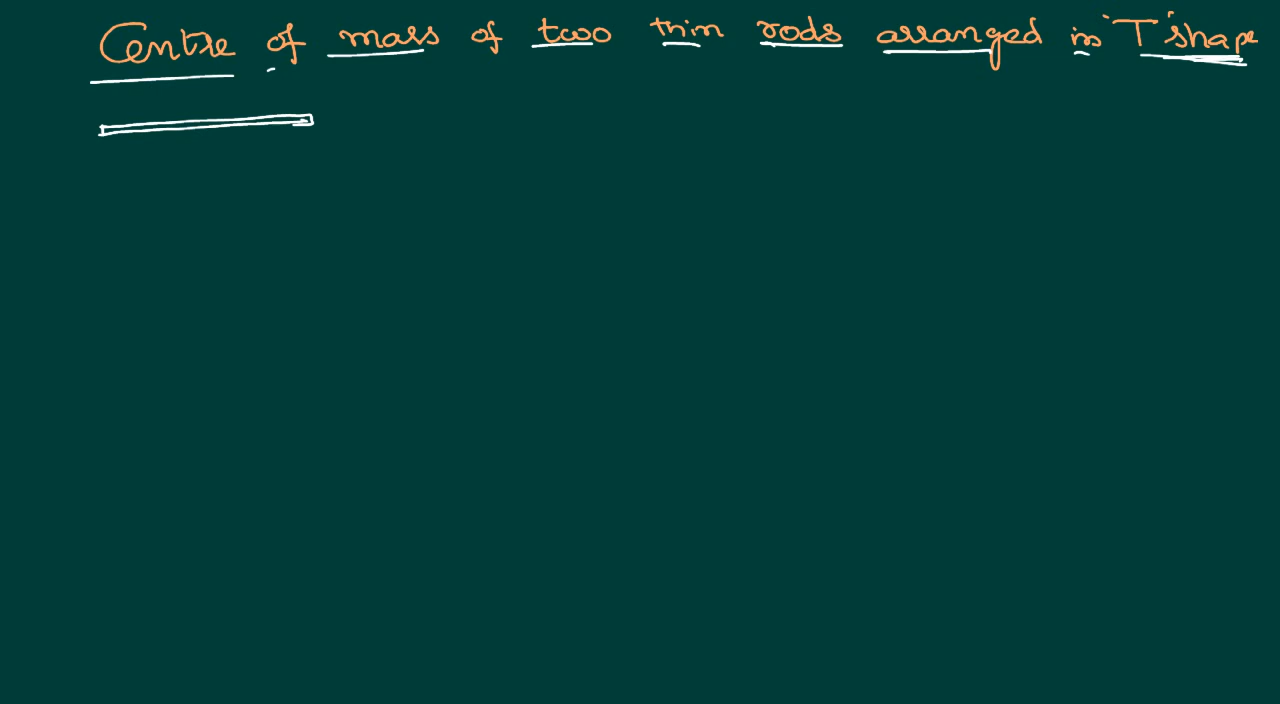 Centre of mass of two thin rods arranged in "T" shape